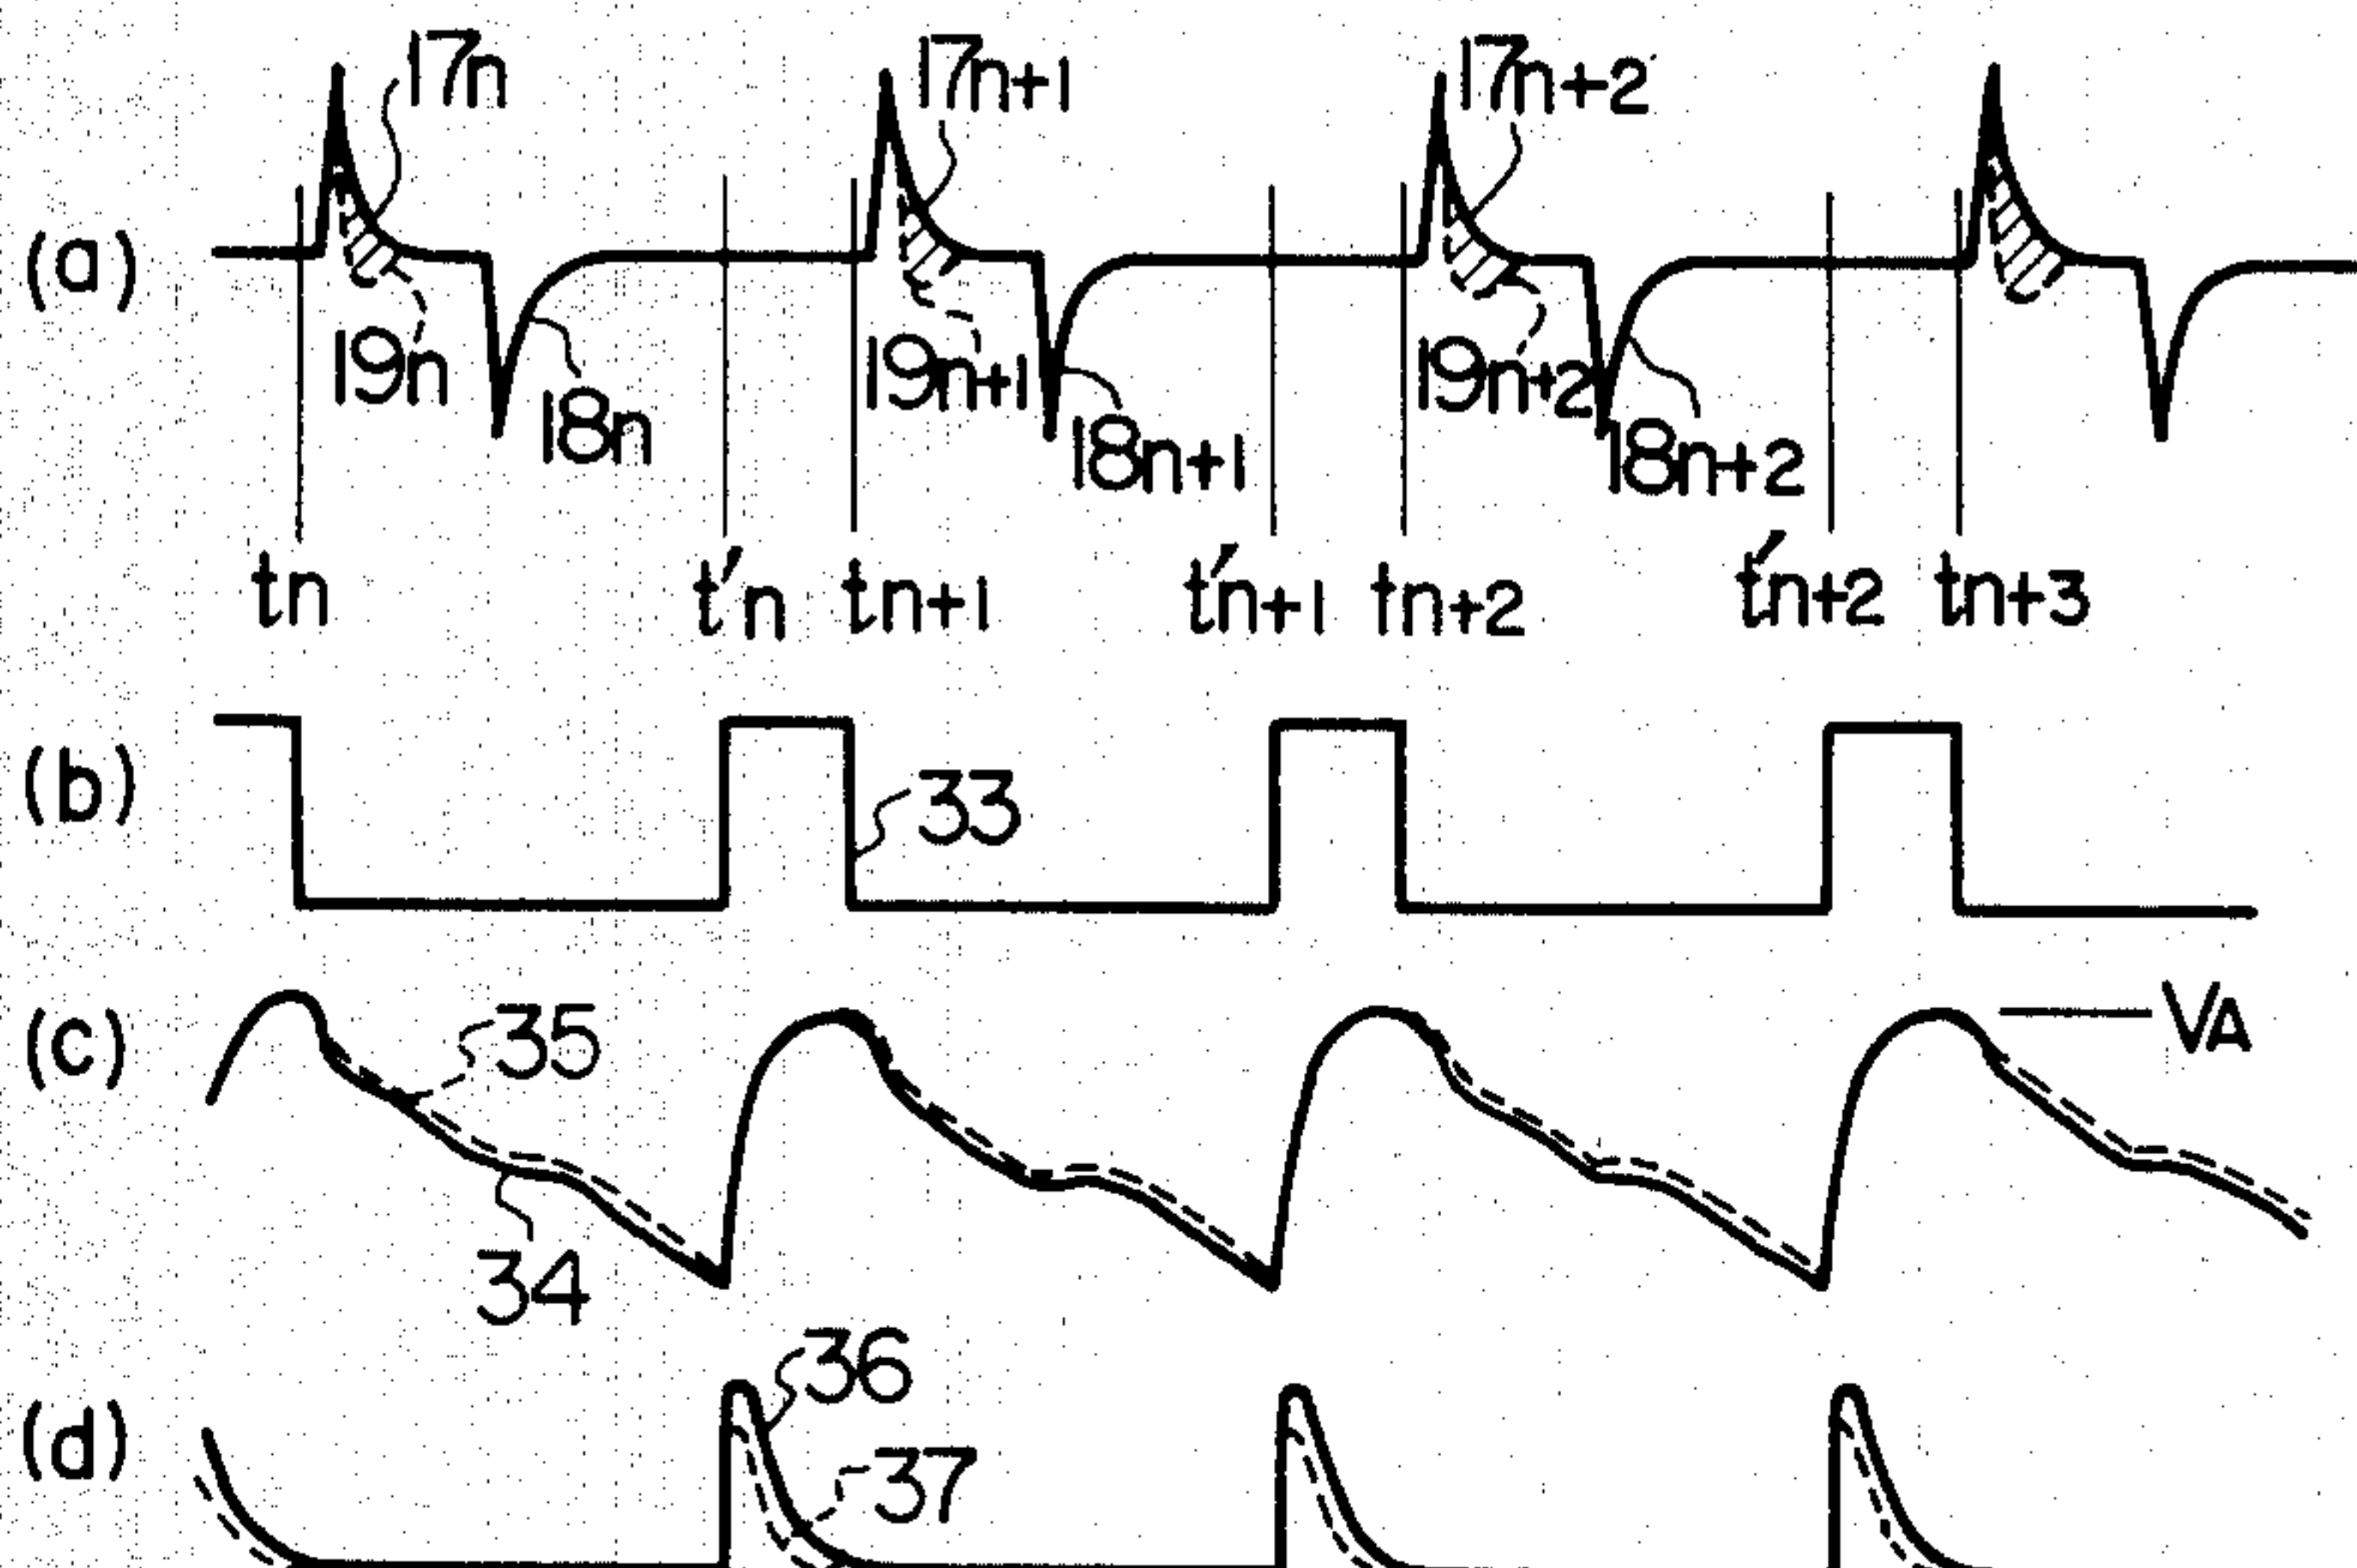 17n 17n+1 17n+2
(a)
19n 19n+1 19n+2
18n 18n+1 18n+2
tn t'n tn+1 t'n+1 tn+2 t'n+2 tn+3
(b)
33
(c) 35 VA
34
36
(d)
37